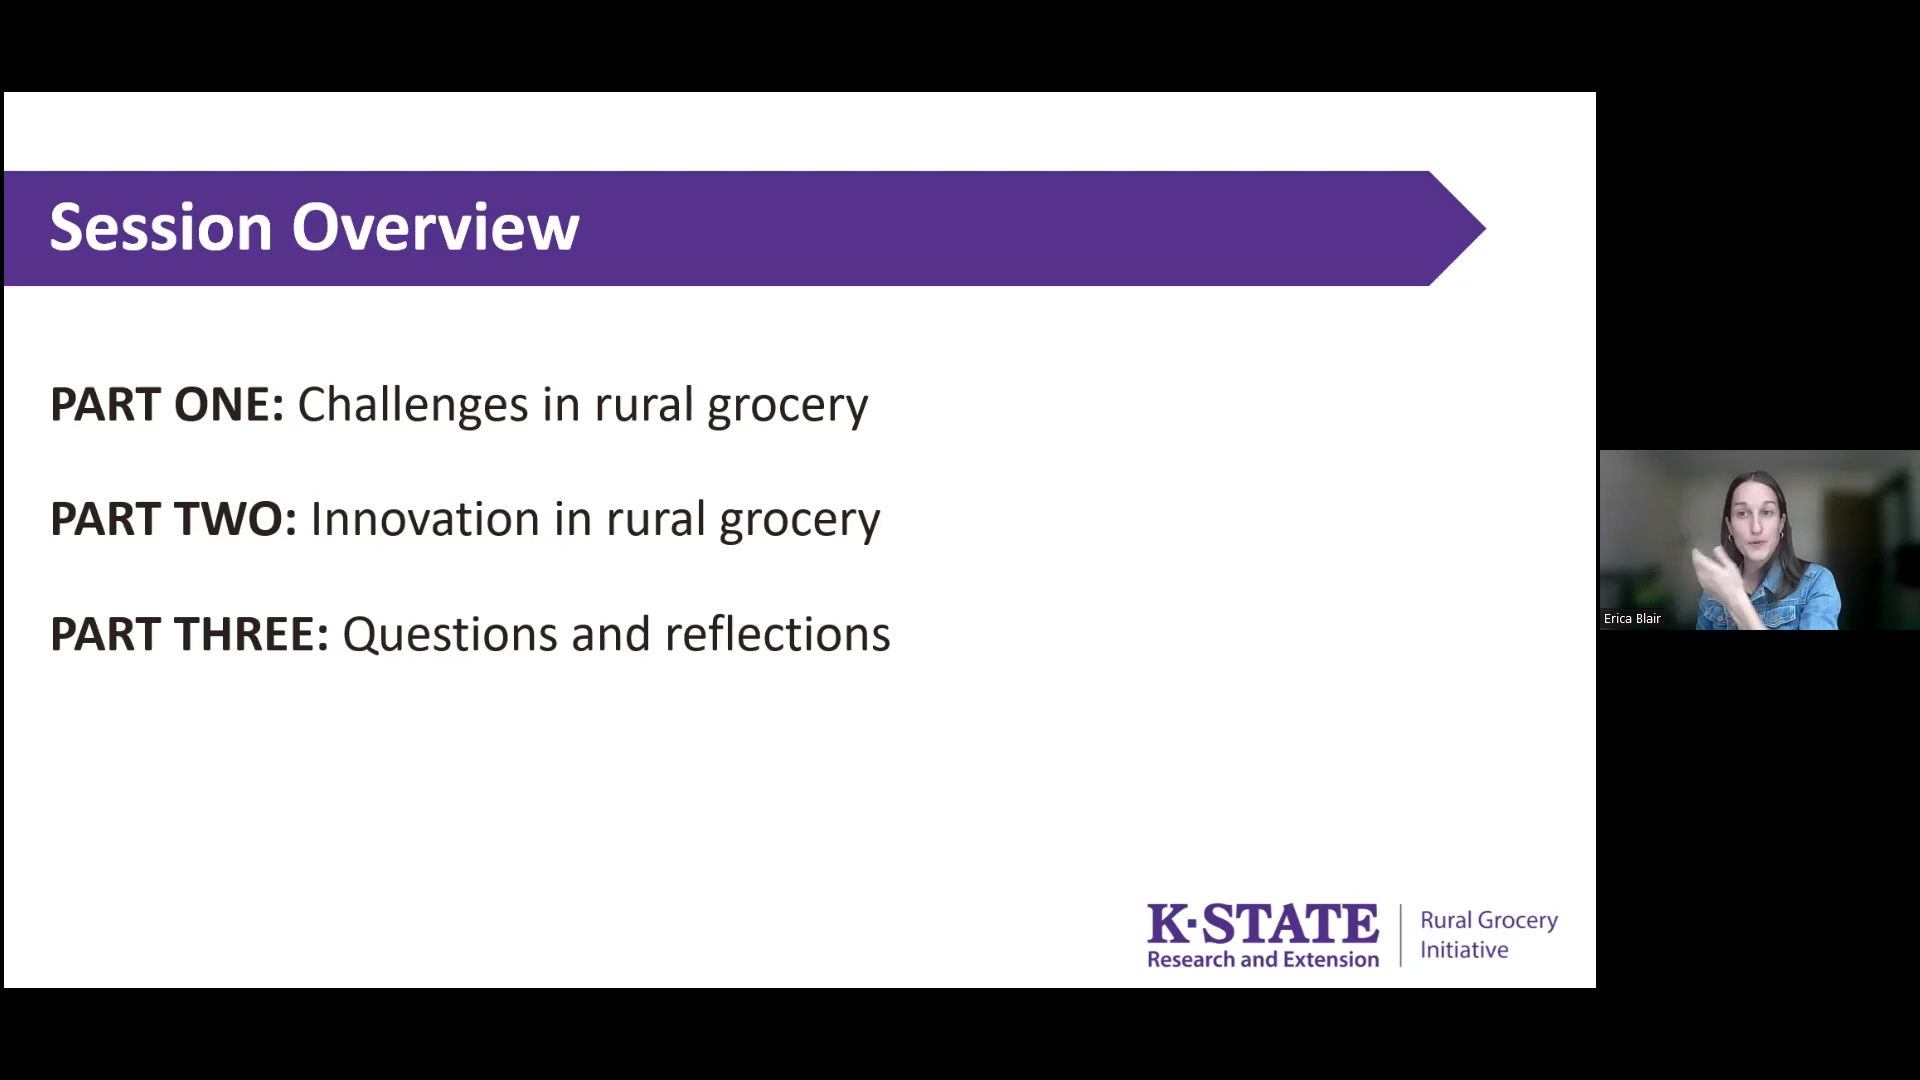 Session Overview
PART ONE: Challenges in rural grocery
PART TWO: Innovation in rural grocery
PART THREE: Questions and reflections
K·STATE
Research and Extension
Rural Grocery
Initiative
Erica Blair